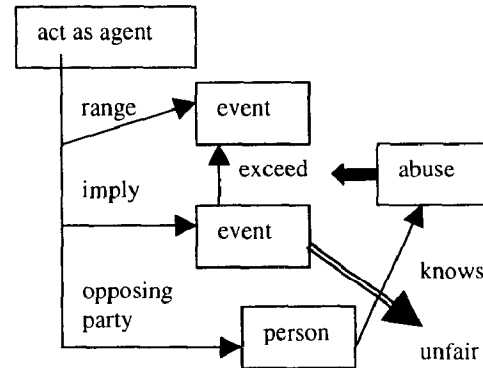 act as agent
range
event
exceed
abuse
imply
event
knows
opposing
party
person
unfair